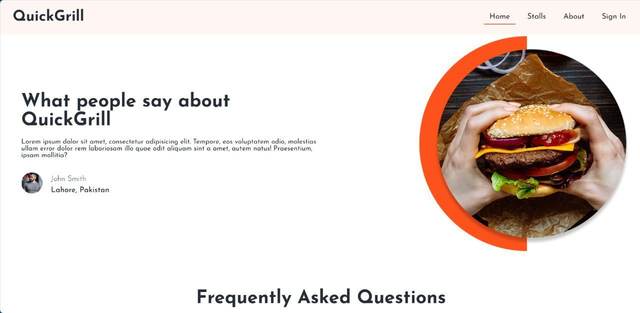 QuickGrill
Home Stalls About Sign In
What people say about
QuickGrill
Lorem ipsum dolor sit amet, consectetur adipisicing elit. Tempore, eos voluptatem odio, molestias
ullam error dolor rem laboriosam illo quae odit aliquam sint a amet, autem natus! Praesentium,
ipsam mollitia?
John Smith
Lahore, Pakistan
Frequently Asked Questions